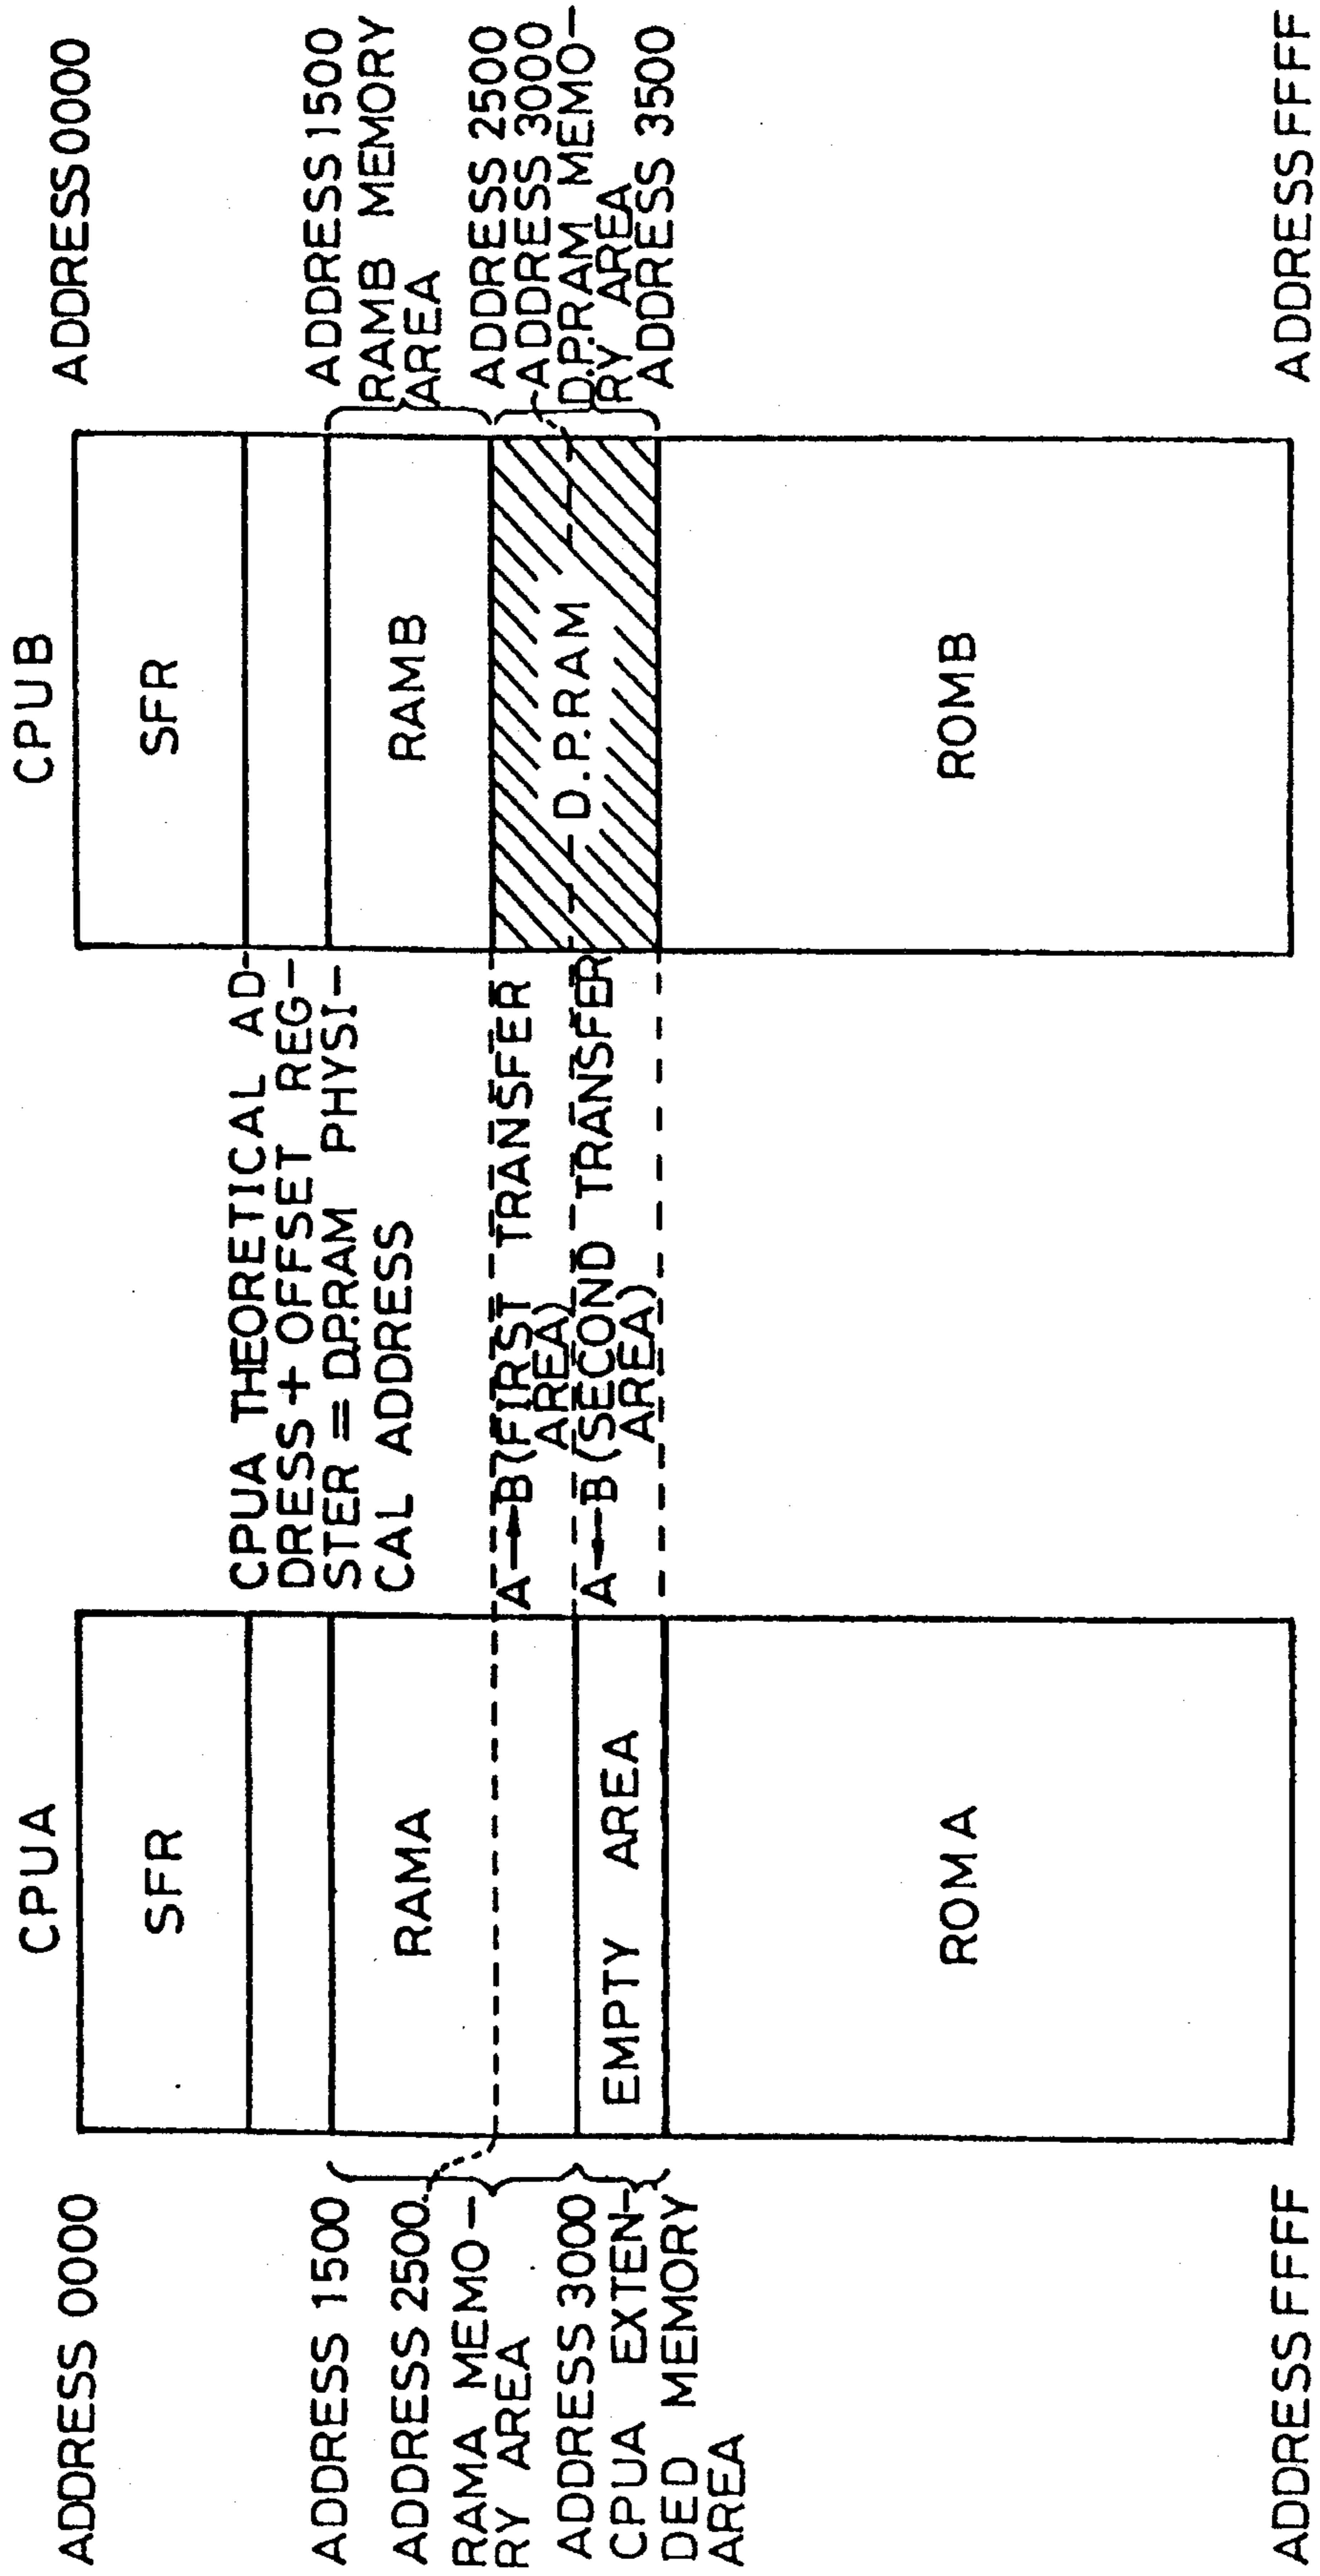 CPUA
CPUB
ADDRESS 0000
ADDRESS 1500
ADDRESS 2500
RAMA MEMO-
RY AREA
ADDRESS 3000
CPUA EXTEN-
DED MEMORY
AREA
ADDRESS FFFF
SFR
RAMA
EMPTY AREA
ROMA
CPUA THEORETICAL AD-
DRESS + OFFSET REG-
STER = D.P.RAM PHYSI-
CAL ADDRESS
A→B(FIRST TRANSFER
AREA)
A←B(SECOND TRANSFER
AREA)
SFR
RAMB
D.P.RAM
ROMB
ADDRESS 0000
ADDRESS 1500
RAMB MEMORY
AREA
ADDRESS 2500
ADDRESS 3000
D.P.RAM MEMO-
RY AREA
ADDRESS 3500
ADDRESS FFFF